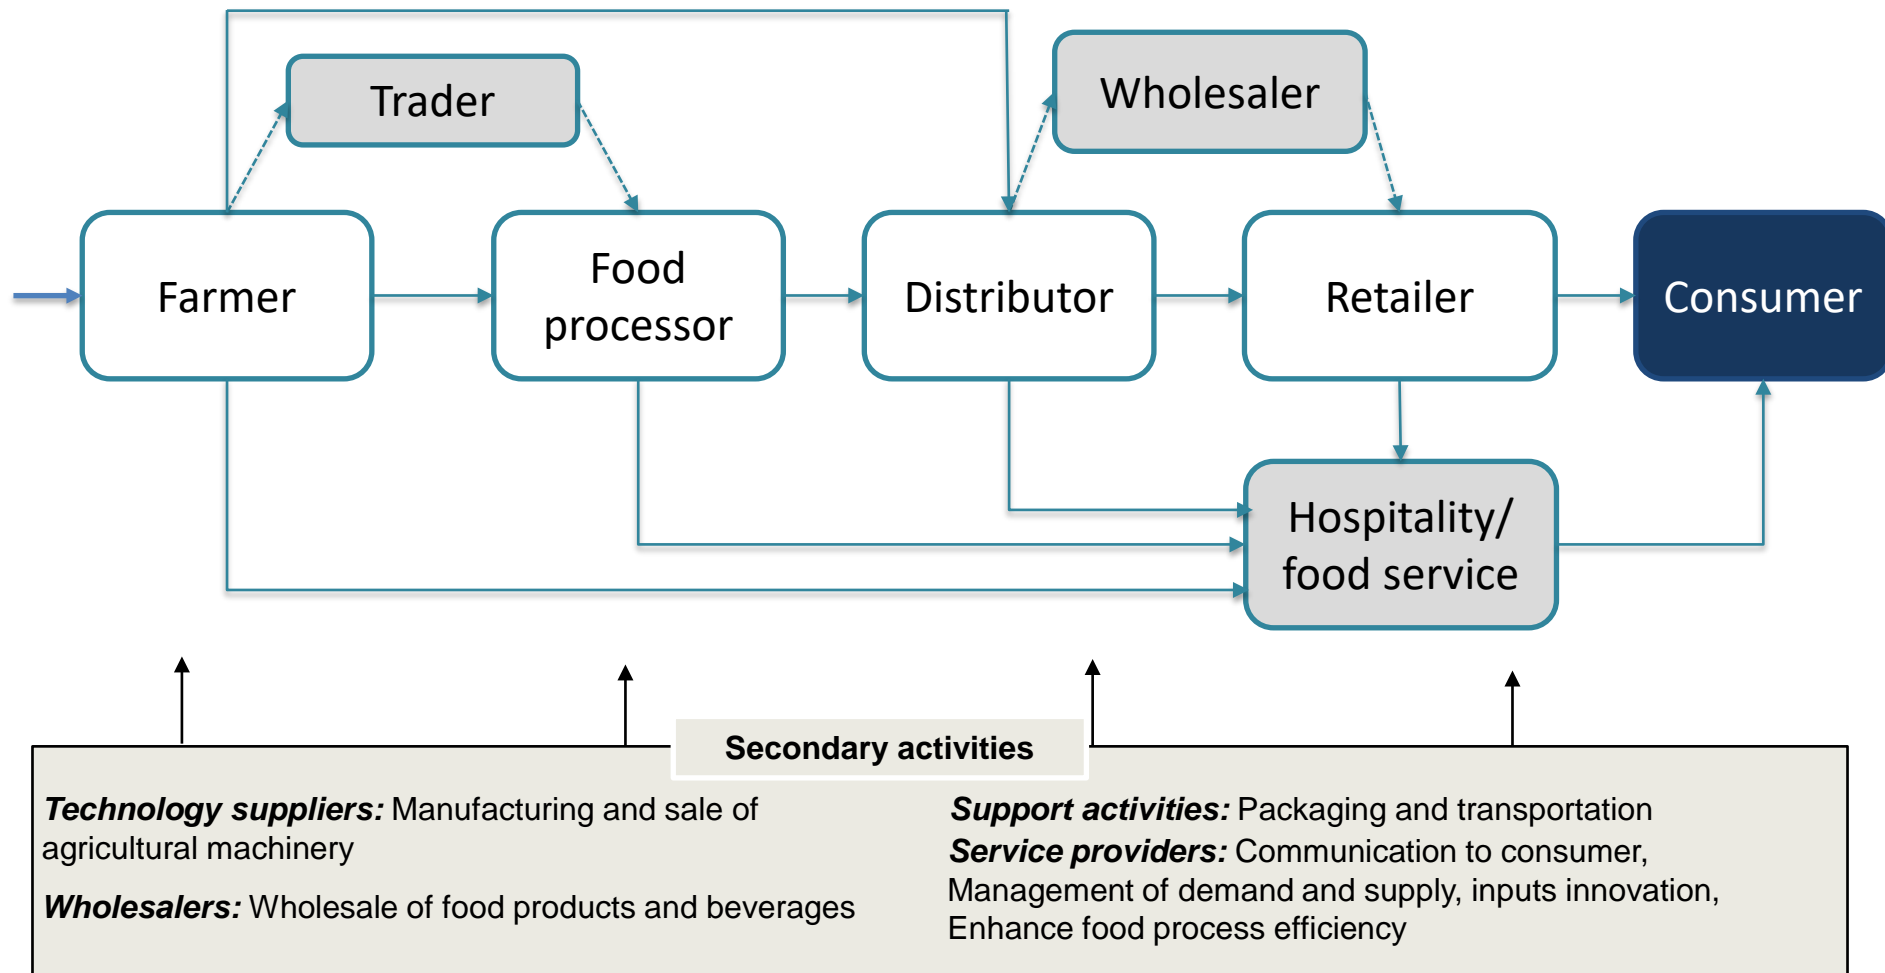 Trader
Wholesaler
Farmer
Food
processor
Distributor
Retailer
Consumer
Hospitality/
food service
Secondary activities
Technology suppliers: Manufacturing and sale of
agricultural machinery
Wholesalers: Wholesale of food products and beverages
Support activities: Packaging and transportation
Service providers: Communication to consumer,
Management of demand and supply, inputs innovation,
Enhance food process efficiency